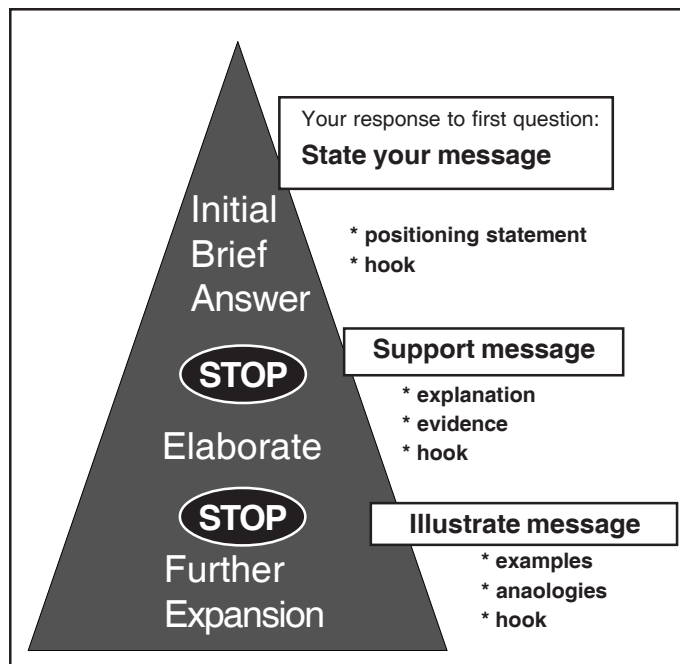 Your response to first question:
State your message
Initial
Brief
Answer
* positioning statement
* hook
STOP
Support message
* explanation
* evidence
* hook
Elaborate
STOP
Illustrate message
* examples
* anaologies
* hook
Further
Expansion